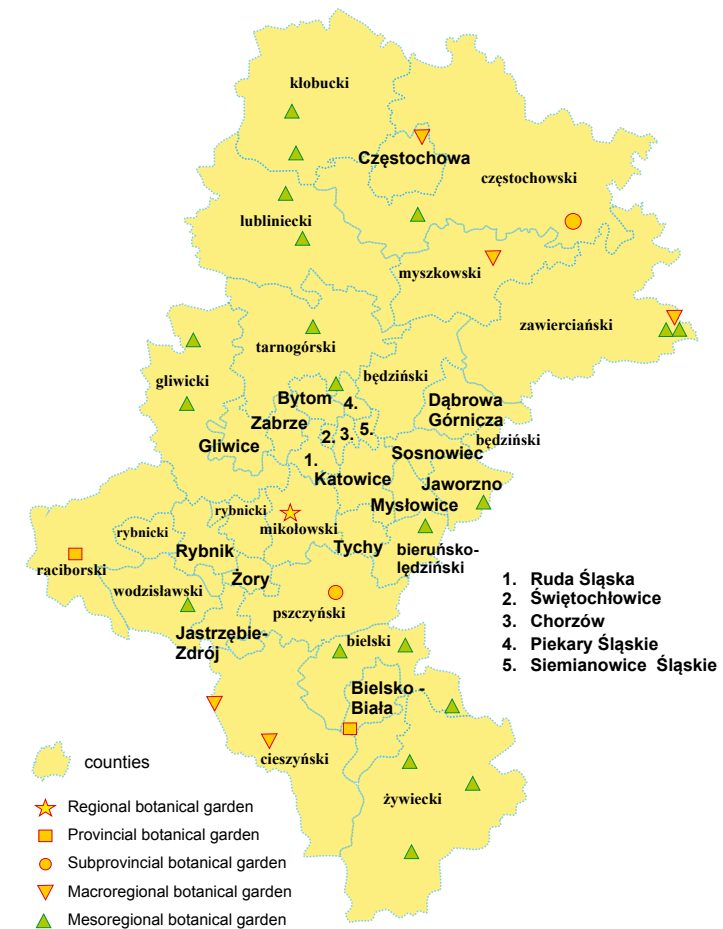 kłobucki
Częstochowa
częstochowski
lubliniecki
myszkowski
zawierciański
tarnogórski
gliwicki
będziński
Bytom
4.
Dąbrowa
Górnicza
Zabrze
2. 3. 5.
będziński
Gliwice
Sosnowiec
1.
Katowice
Jaworzno
Mysłowice
rybnicki
mikołowski
rybnicki
Rybnik
Tychy
bieruńsko-
lędziński
raciborski
wodzisławski
Żory
pszczyński
Jastrzębie-
Zdrój
bielski
Bielsko -
Biała
cieszyński
żywiecki
1. Ruda Śląska
2. Świętochłowice
3. Chorzów
4. Piekary Śląskie
5. Siemianowice Śląskie
counties
Regional botanical garden
Provincial botanical garden
Subprovincial botanical garden
Macroregional botanical garden
Mesoregional botanical garden